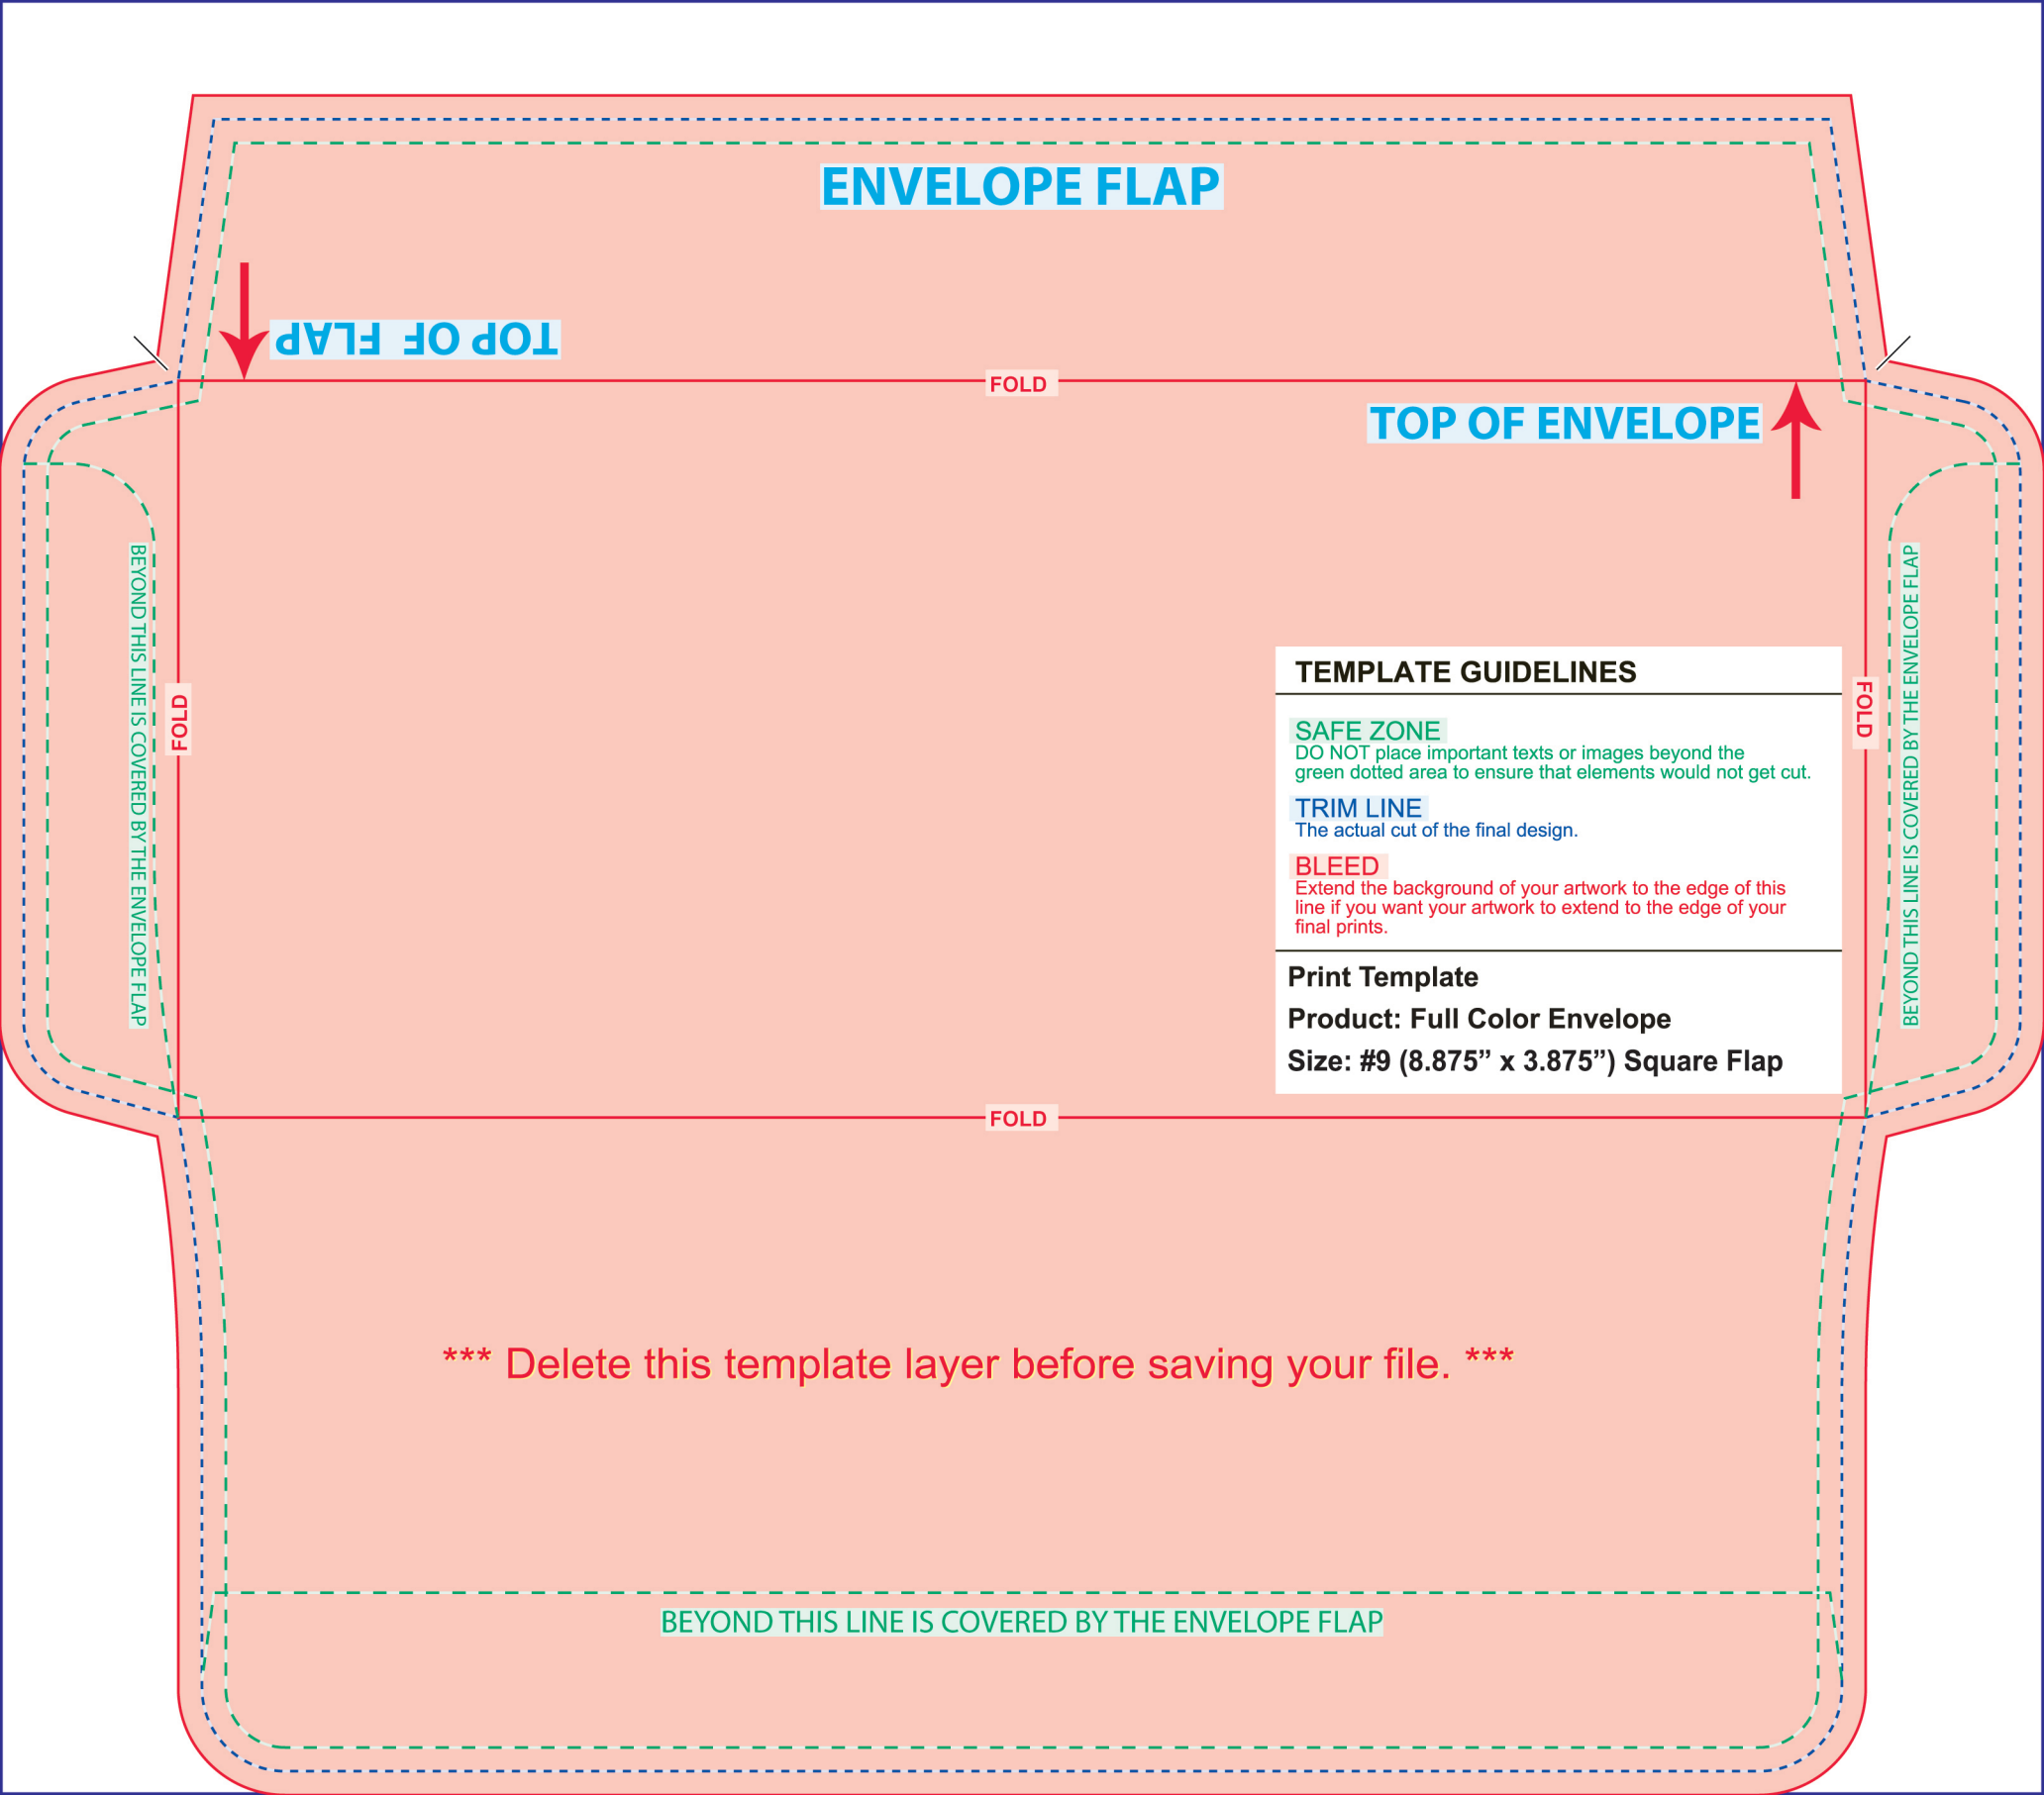 ENVELOPE FLAP
TOP OF FLAP
FOLD
TOP OF ENVELOPE
BEYOND THIS LINE IS COVERED BY THE ENVELOPE FLAP
FOLD
TEMPLATE GUIDELINES
SAFE ZONE
DO NOT place important texts or images beyond the
green dotted area to ensure that elements would not get cut.
TRIM LINE
The actual cut of the final design.
BLEED
Extend the background of your artwork to the edge of this
line if you want your artwork to extend to the edge of your
final prints.
Print Template
Product: Full Color Envelope
Size: #9 (8.875” x 3.875”) Square Flap
FOLD
BEYOND THIS LINE IS COVERED BY THE ENVELOPE FLAP
FOLD
*** Delete this template layer before saving your file. ***
BEYOND THIS LINE IS COVERED BY THE ENVELOPE FLAP